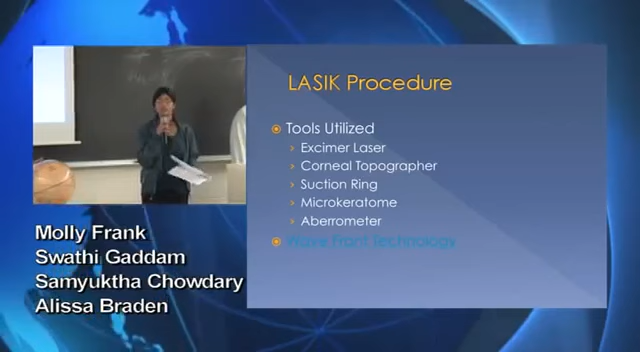 LASIK Procedure
Tools Utilized
Excimer Laser
Corneal Topographer
Suction Ring
Microkeratome
Aberrometer
Wave Front Technology
Molly Frank
Swathi Gaddam
Samyuktha Chowdary
Alissa Braden